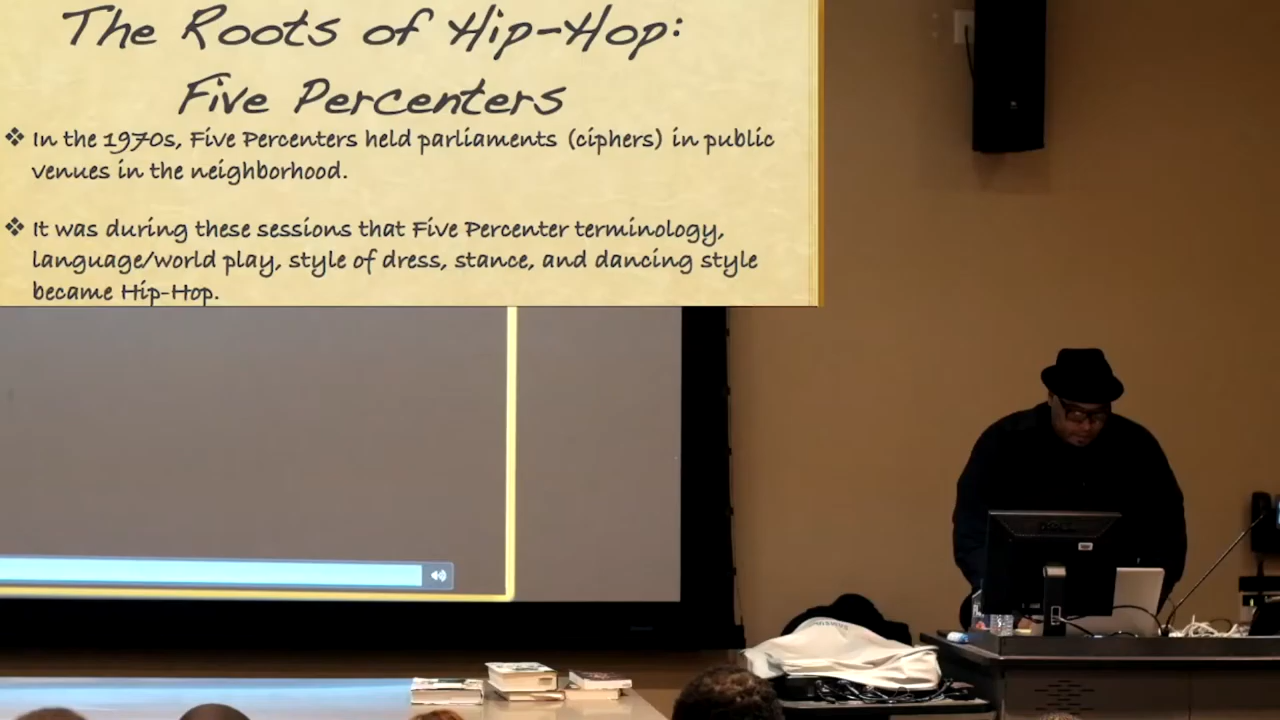 The Roots of Hip-Hop:
Five Percenters
❖ In the 1970s, Five Percenters held parliaments (ciphers) in public
venues in the neighborhood.
❖ It was during these sessions that Five Percenter terminology,
language/world play, style of dress, stance, and dancing style
became Hip-Hop.